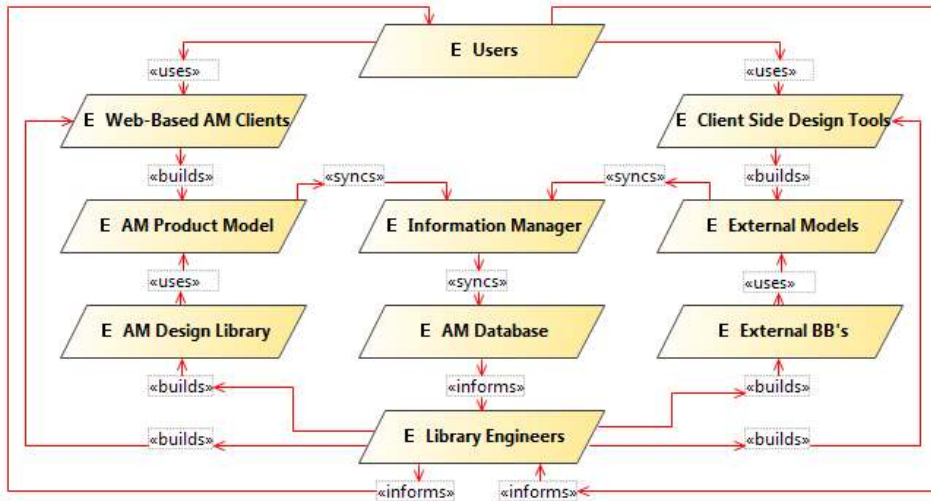 E Users
«uses» «uses»
E Web-Based AM Clients E Client Side Design Tools
«builds» «syncs» «syncs» «builds»
E AM Product Model E Information Manager E External Models
«uses» «syncs» «uses»
E AM Design Library E AM Database E External BB's
«builds» «informs» «builds»
E Library Engineers
«builds» «builds»
«informs» «informs»